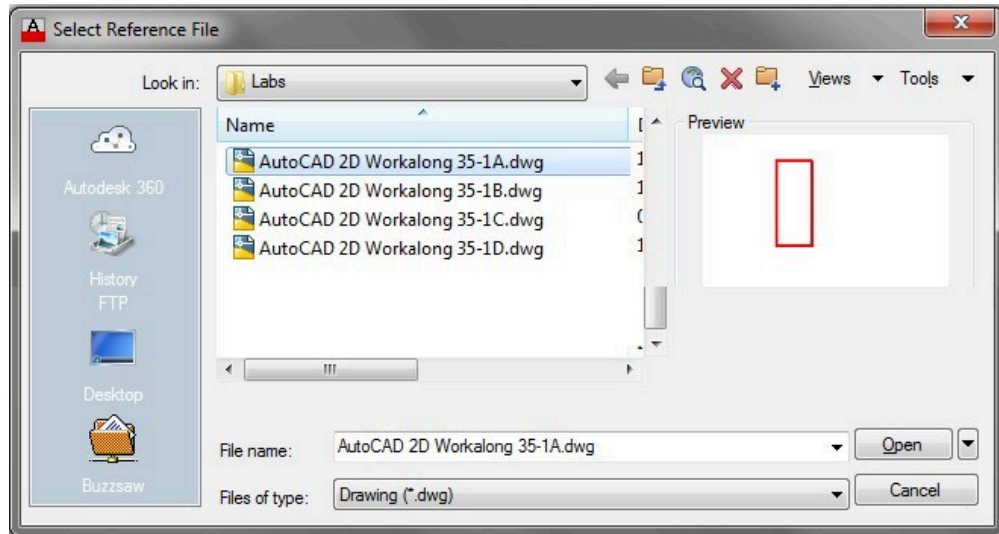 Select Reference File
Look in: Labs Views Tools
Name Preview
AutoCAD 2D Workalong 35-1A.dwg
AutoCAD 2D Workalong 35-1B.dwg
AutoCAD 2D Workalong 35-1C.dwg
AutoCAD 2D Workalong 35-1D.dwg
Autodesk 360
History
FTP
Desktop
Buzzsaw
File name: AutoCAD 2D Workalong 35-1A.dwg Open
Files of type: Drawing (*.dwg) Cancel